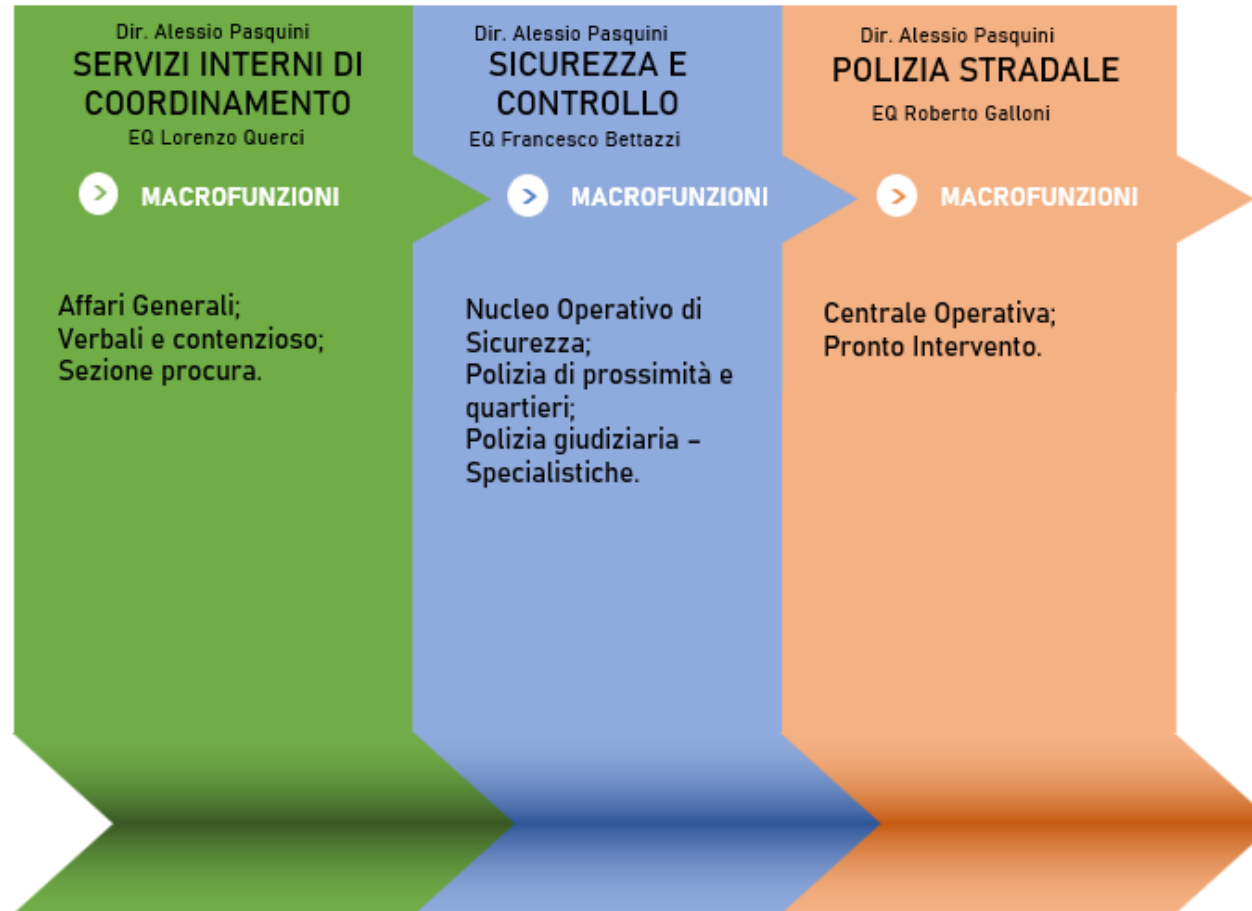 Dir. Alessio Pasquini
SERVIZI INTERNI DI
COORDINAMENTO
EQ Lorenzo Querci
MACROFUNZIONI
Affari Generali;
Verbali e contenzioso;
Sezione procura.
Dir. Alessio Pasquini
SICUREZZA E
CONTROLLO
EQ Francesco Bettazzi
MACROFUNZIONI
Nucleo Operativo di
Sicurezza;
Polizia di prossimità e
quartieri;
Polizia giudiziaria –
Specialistiche.
Dir. Alessio Pasquini
POLIZIA STRADALE
EQ Roberto Galloni
MACROFUNZIONI
Centrale Operativa;
Pronto Intervento.